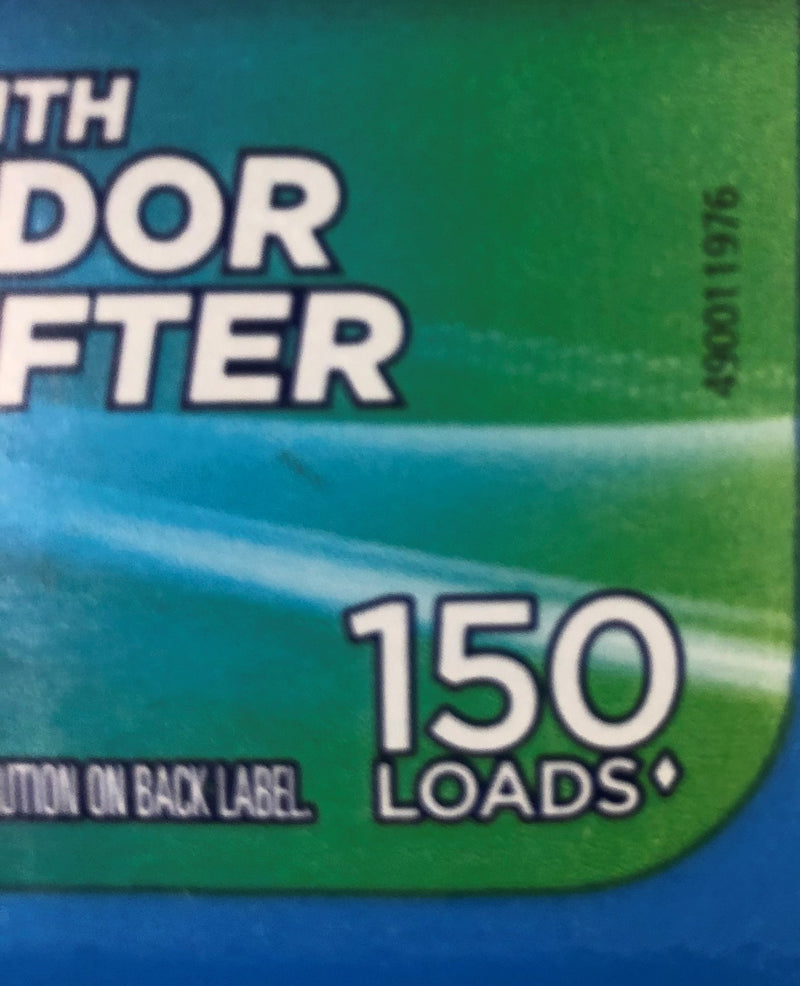 ITH
DOR
FTER
490011976
150
LOADS♦
UTION ON BACK LABEL.